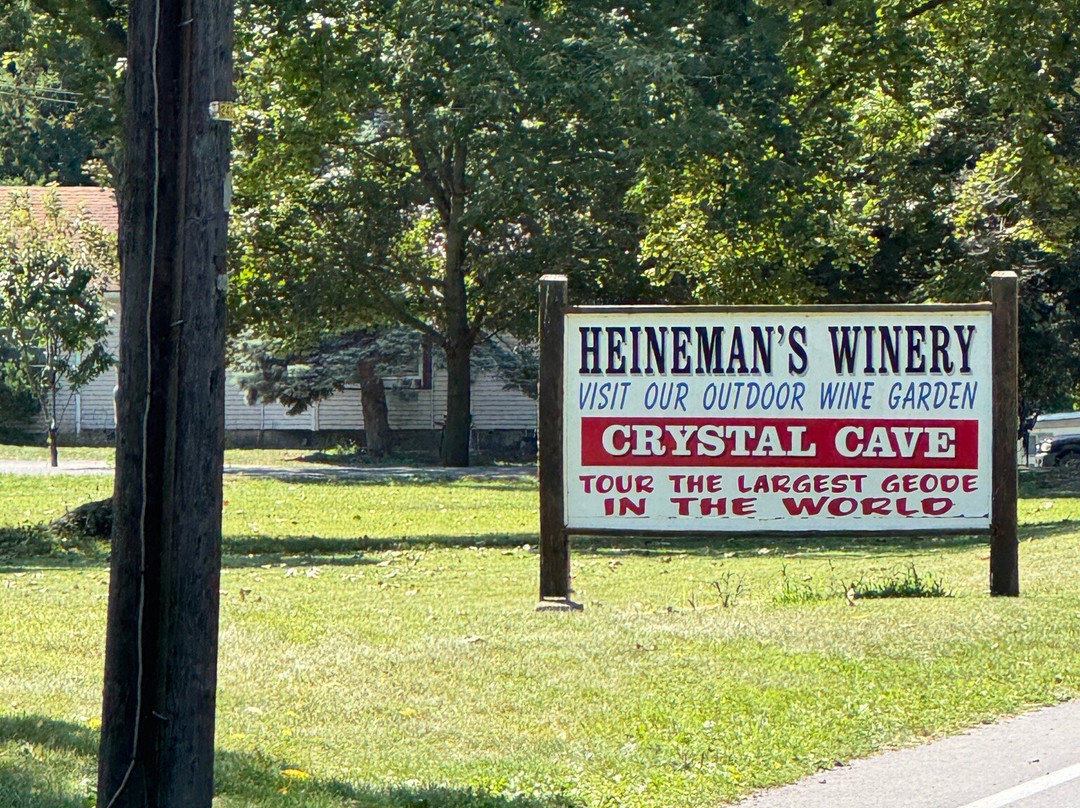 HEINEMAN'S WINERY
VISIT OUR OUTDOOR WINE GARDEN
CRYSTAL CAVE
TOUR THE LARGEST GEODE
IN THE WORLD